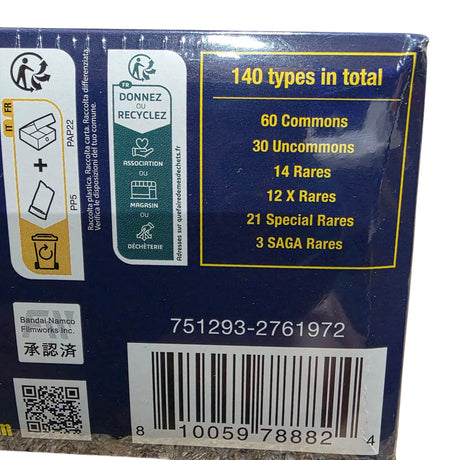 FR
IT
PAP22
PP5
Raccolta plastica. Raccolta carta. Raccolta differenziata.
Verifica le disposizioni del tuo comune.
FR
DONNEZ
OU
RECYCLEZ
ASSOCIATION
OU
MAGASIN
OU
DÉCHÈTERIE
Adresses sur quefairedemesdechets.fr
140 types in total
60 Commons
30 Uncommons
14 Rares
12 X Rares
21 Special Rares
3 SAGA Rares
Bandai Namco
Filmworks Inc.
承認済
751293-2761972
8 10059 78882 4